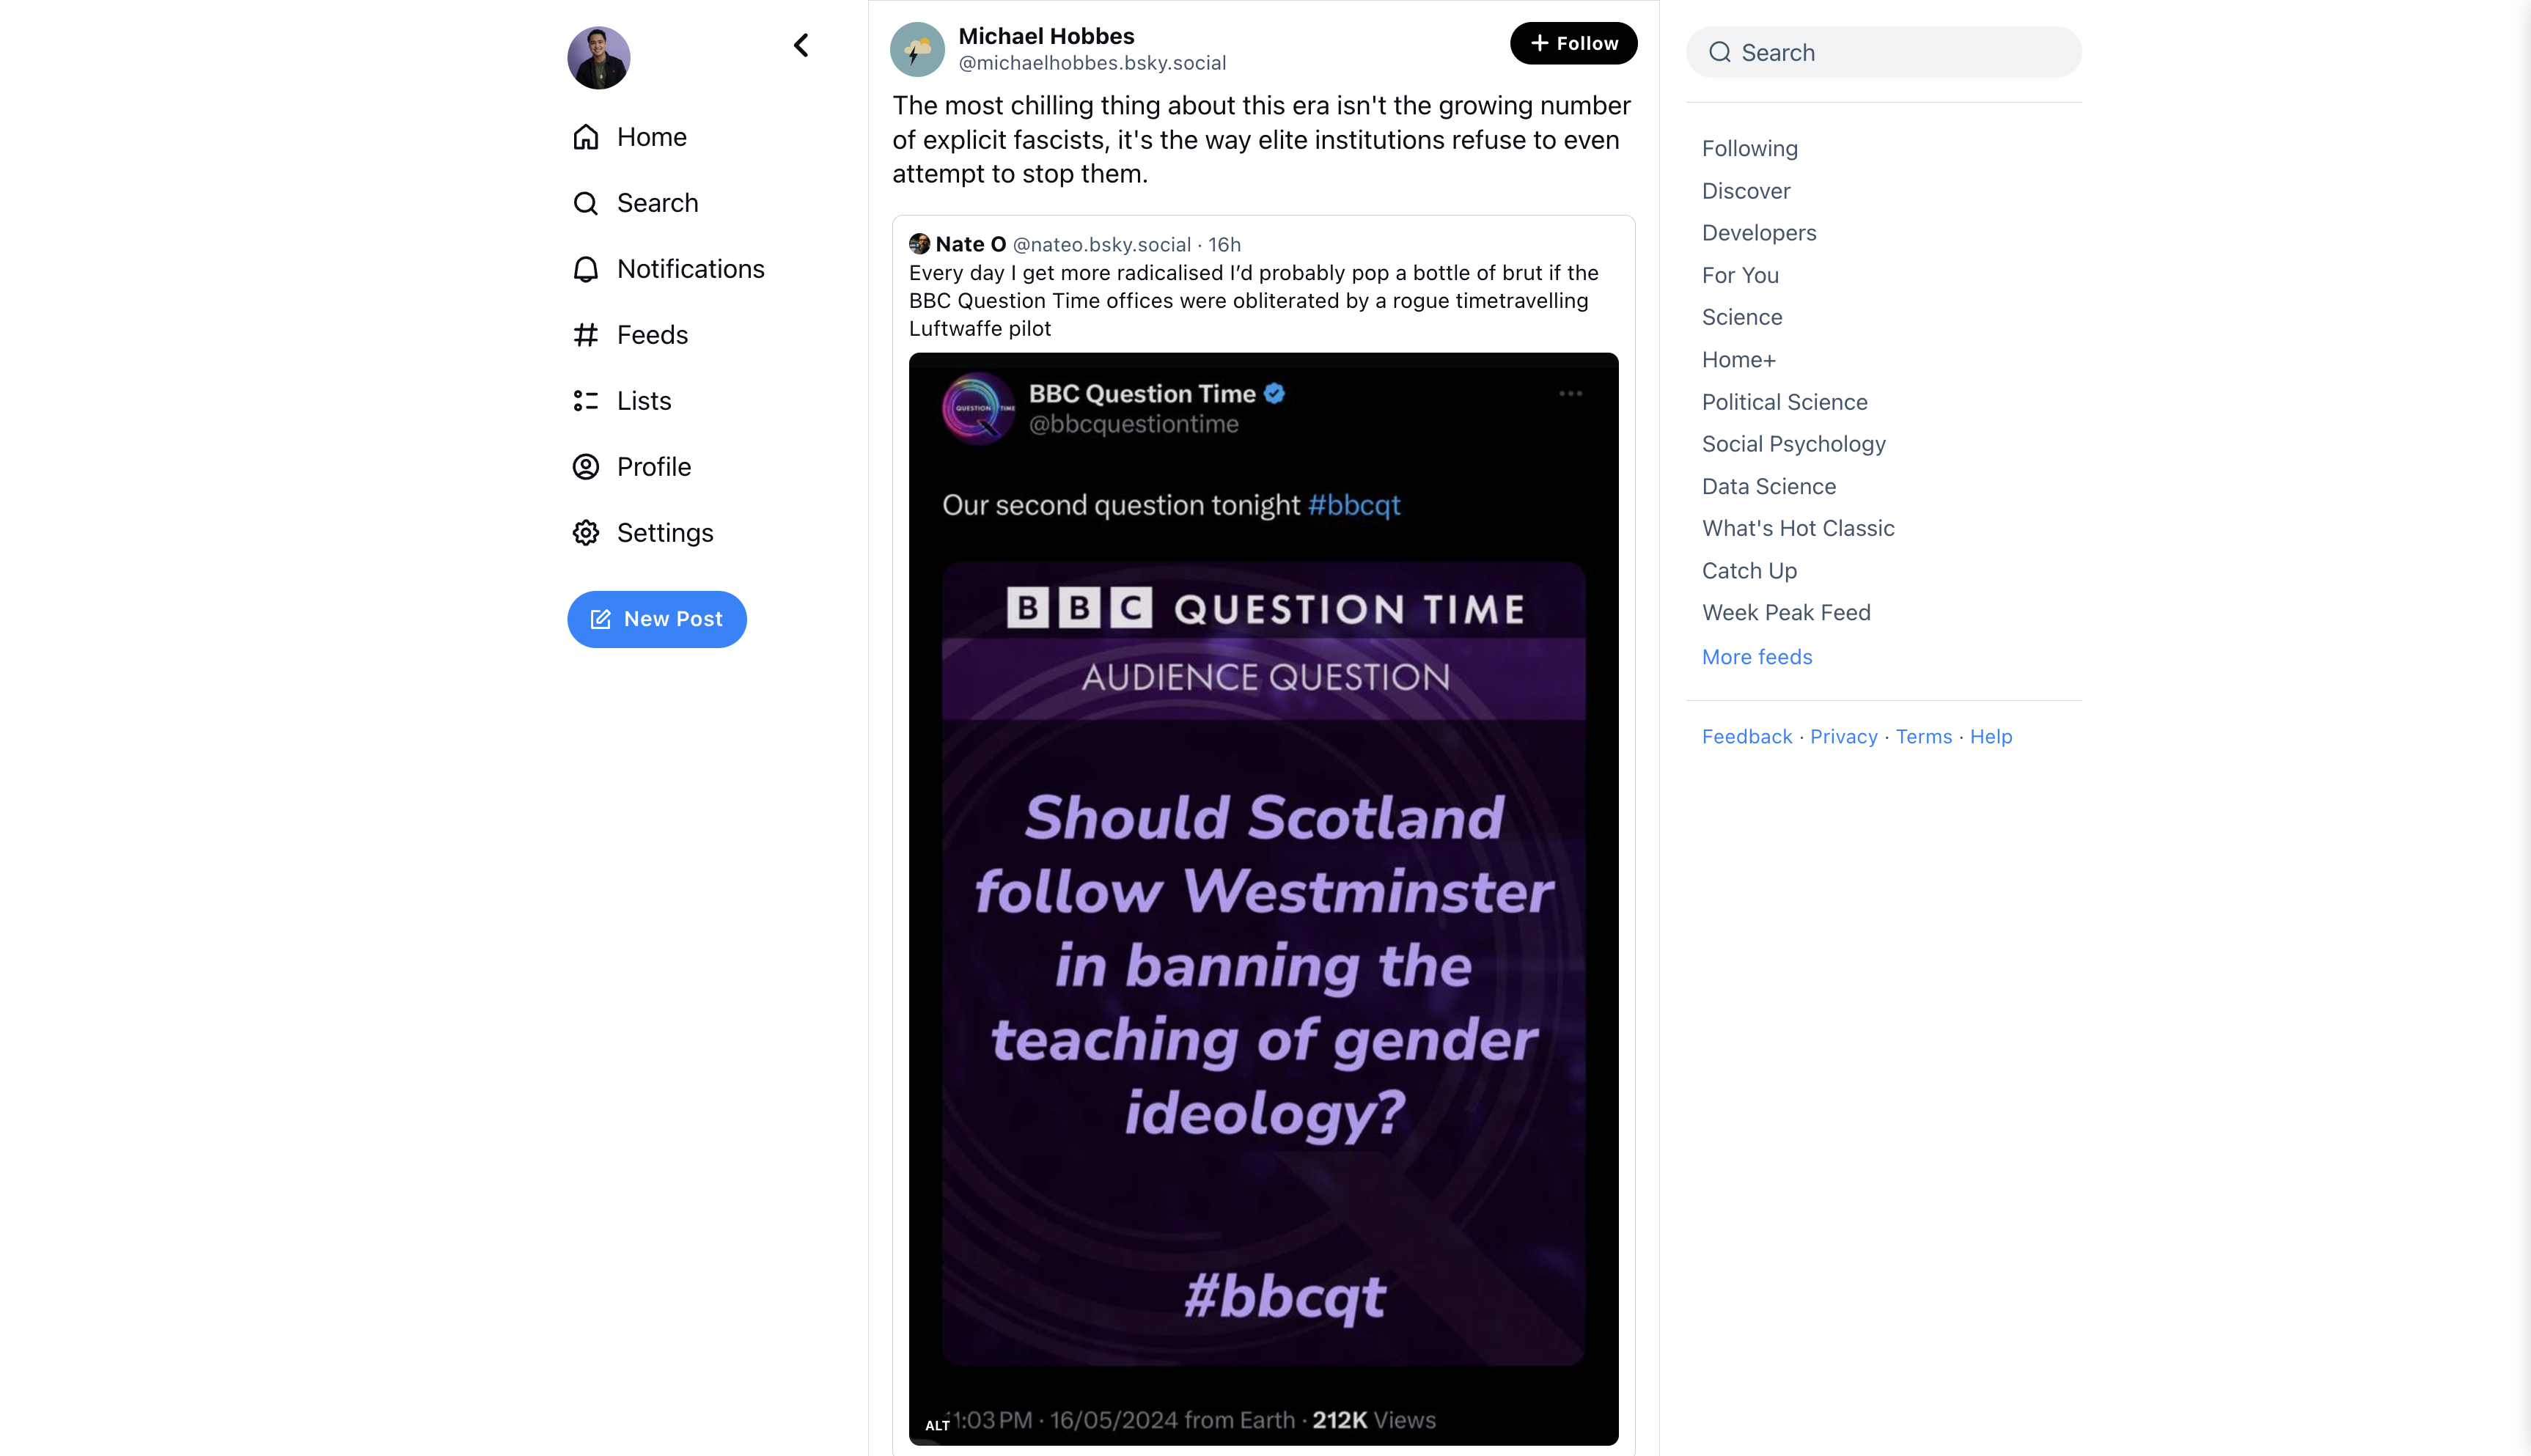 Home
Search
Notifications
Feeds
Lists
Profile
Settings
New Post
Michael Hobbes
@michaelhobbes.bsky.social
+ Follow
The most chilling thing about this era isn't the growing number
of explicit fascists, it's the way elite institutions refuse to even
attempt to stop them.
Nate O @nateo.bsky.social · 16h
Every day I get more radicalised I’d probably pop a bottle of brut if the
BBC Question Time offices were obliterated by a rogue timetravelling
Luftwaffe pilot
QUESTION TIME
BBC Question Time
@bbcquestiontime
Our second question tonight #bbcqt
BBC QUESTION TIME
AUDIENCE QUESTION
Should Scotland
follow Westminster
in banning the
teaching of gender
ideology?
#bbcqt
11:03 PM · 16/05/2024 from Earth · 212K Views
ALT
Search
Following
Discover
Developers
For You
Science
Home+
Political Science
Social Psychology
Data Science
What's Hot Classic
Catch Up
Week Peak Feed
More feeds
Feedback · Privacy · Terms · Help